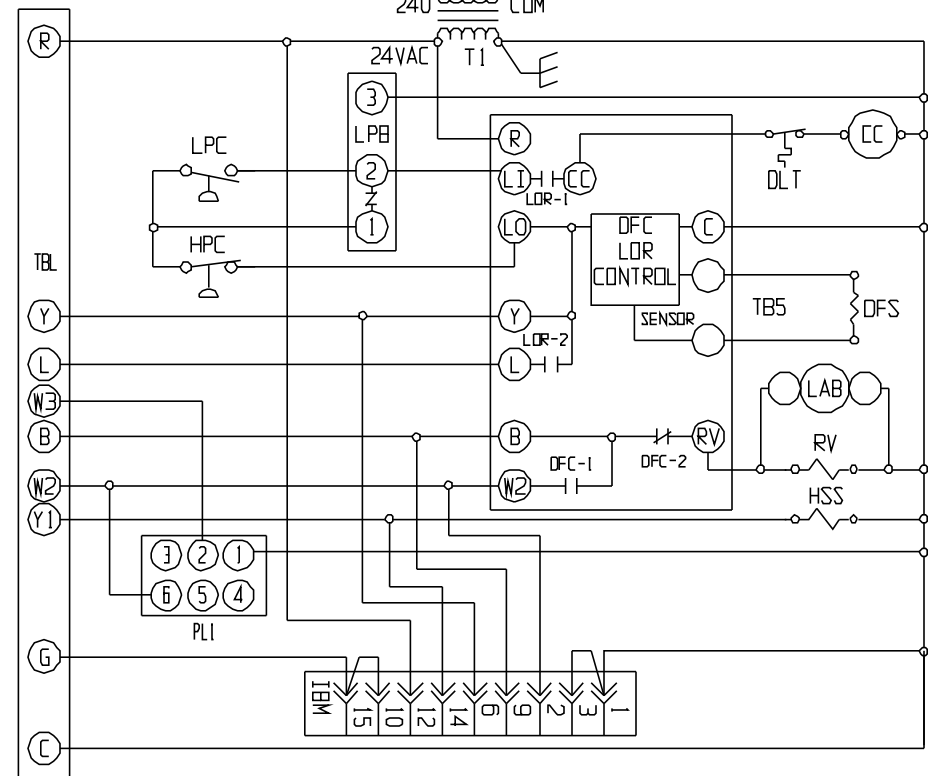 240 COM
R
24VAC T1
3
LPB
R
CC
LPC
DLT
2
LI
CC
LOR-1
1
LO
DFC
LOR
CONTROL
C
HPC
TBL
TB5
DFS
Y
Y
SENSOR
LOR-2
L
L
LAB
W3
B
B
RV
RV
DFC-1
DFC-2
W2
W2
HSS
Y1
3 2 1
6 5 4
PL1
G
IBM
15 10 12 14 6 9 2 3 1
C